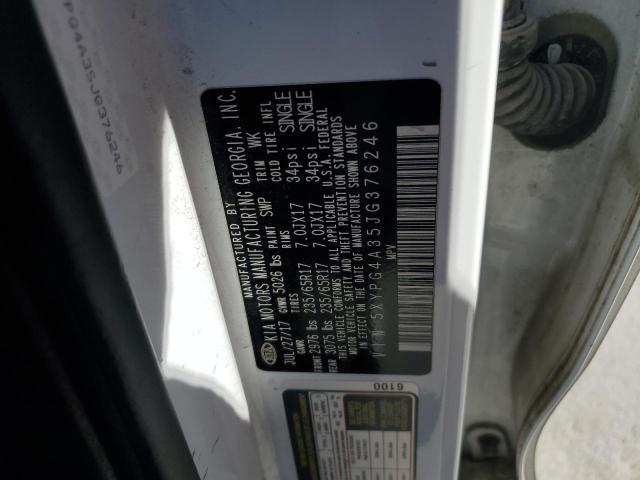 MANUFACTURED BY
KIA MOTORS MANUFACTURING GEORGIA, INC.
JUL/27/17 GVWR 5026 lbs PAINT SWP TRIM WK
GAWR TIRES RIMS COLD TIRE INFL
FRONT 2976 lbs 235/65R17 7.0JX17 34psi SINGLE
REAR 3075 lbs 235/65R17 7.0JX17 34psi SINGLE
THIS VEHICLE CONFORMS TO ALL APPLICABLE U.S.A. FEDERAL
MOTOR VEHICLE THEFT PREVENTION STANDARDS
IN EFFECT ON THE DATE OF MANUFACTURE SHOWN ABOVE
VIN:5XYPG4A35JG376246
MPV
6100
PG4A35JG376246